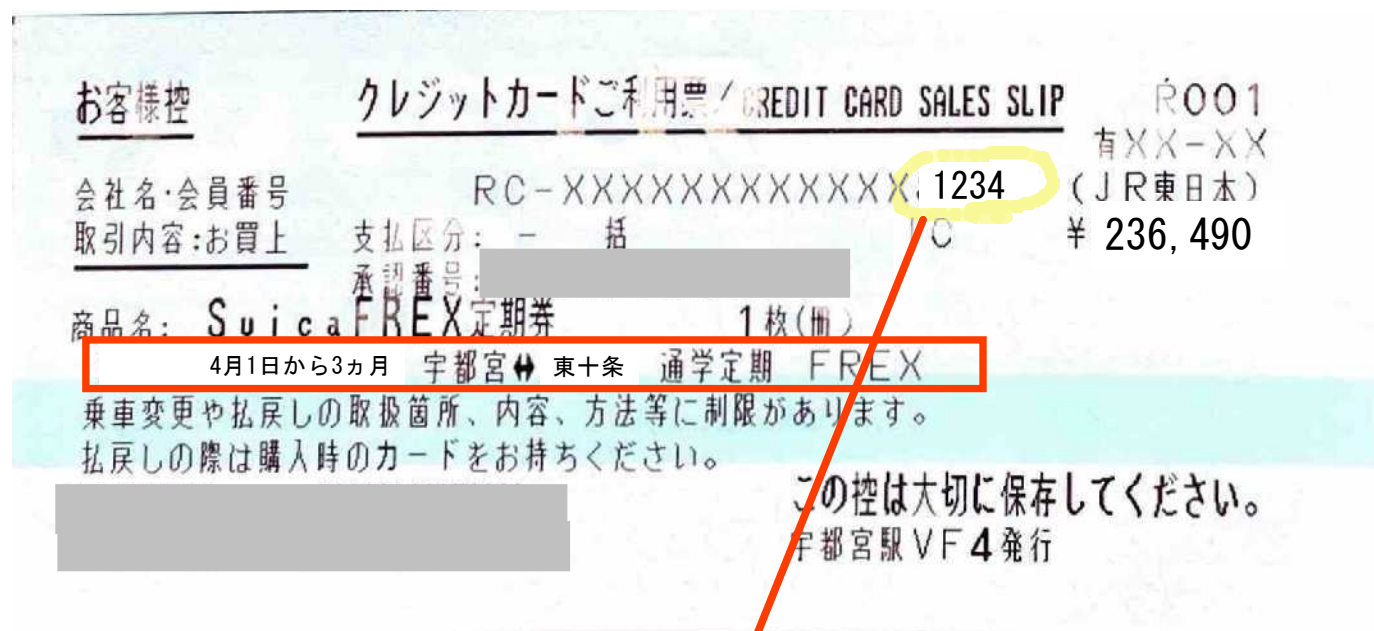 お客様控 クレジットカードご利用票/CREDIT CARD SALES SLIP R001
有XX-XX
会社名・会員番号 RC-XXXXXXXXXXXX 1234 (JR東日本)
取引内容:お買上 支払区分: 一 括 IC ¥ 236,490
承認番号:
商品名: SuicaFREX定期券 1枚(冊)
4月1日から3ヵ月 宇都宮⇔ 東十条 通学定期 FREX
乗車変更や払戻しの取扱箇所、内容、方法等に制限があります。
払戻しの際は購入時のカードをお持ちください。
この控は大切に保存してください。
宇都宮駅VF4発行